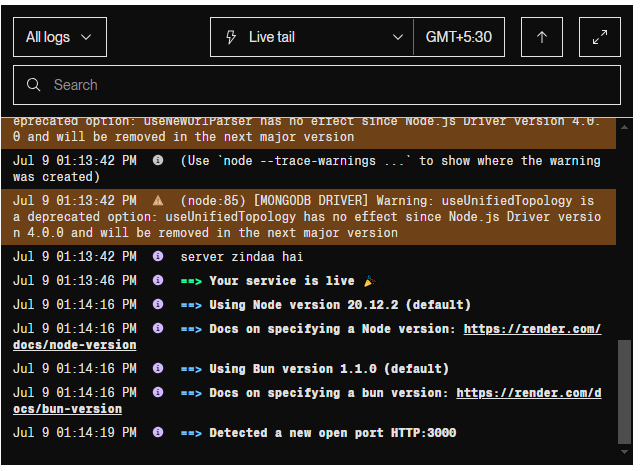 All logs
Live tail
GMT+5:30
Search
eprecated option: useNewUrlParser has no effect since Node.js Driver version 4.0.
0 and will be removed in the next major version
Jul 9 01:13:42 PM (Use `node --trace-warnings ...` to show where the warning
was created)
Jul 9 01:13:42 PM (node:85) [MONGODB DRIVER] Warning: useUnifiedTopology is
a deprecated option: useUnifiedTopology has no effect since Node.js Driver versio
n 4.0.0 and will be removed in the next major version
Jul 9 01:13:42 PM server zindaa hai
Jul 9 01:13:46 PM ==> Your service is live 🎉
Jul 9 01:14:16 PM ==> Using Node version 20.12.2 (default)
Jul 9 01:14:16 PM ==> Docs on specifying a Node version: https://render.com/
docs/node-version
Jul 9 01:14:16 PM ==> Using Bun version 1.1.0 (default)
Jul 9 01:14:16 PM ==> Docs on specifying a bun version: https://render.com/d
ocs/bun-version
Jul 9 01:14:19 PM ==> Detected a new open port HTTP:3000